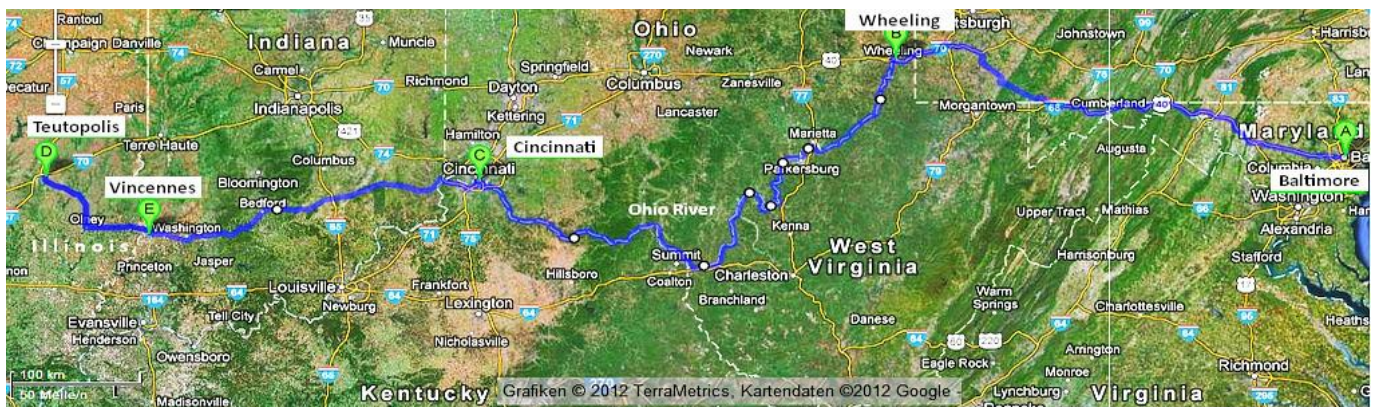 Rantoul
Champaign Danville
Decatur
Paris
Teutopolis
D
Terre Haute
Vincennes
E
Olney
Washington
Illinois
Princeton
Jasper
Evansville
Henderson
Owensboro
Tell City
Madisonville
100 km
Indiana
Muncie
Carmel
Indianapolis
Richmond
Columbus
Bloomington
Bedford
Louisville
Newburg
Frankfort
Lexington
Nicholasville
Kentucky
Ohio
Springfield
Dayton
Kettering
Columbus
Newark
Zanesville
Lancaster
Hamilton
C
Cincinnati
Cincinnati
Hillsboro
Summit
Coalton
Ohio River
Charleston
Branchland
Marietta
Parkersburg
Kenna
West
Virginia
Danese
Wheeling
B
Wheeling
Morgantown
Johnstown
Cumberland
Augusta
Upper Tract
Mathias
Harrisonburg
Warm
Springs
Eagle Rock
Charlottesville
Arrington
Monroe
Lynchburg
Virginia
Richmond
Maryland
A
Baltimore
Columbia
Washington
Alexandria
Stafford
Grafiken © 2012 TerraMetrics, Kartendaten ©2012 Google